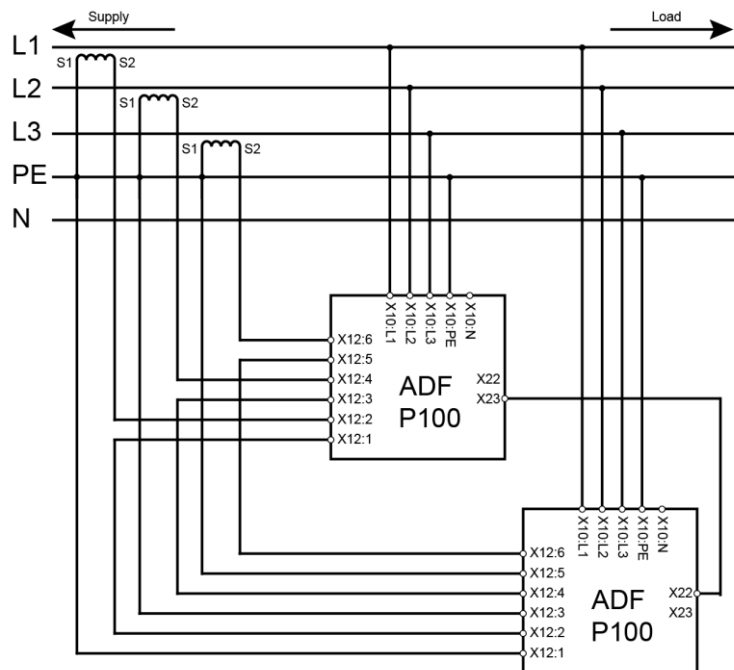 Supply
Load
L1
S1 S2
L2
S1 S2
L3
S1 S2
PE
N
X10:L1
X10:L2
X10:L3
X10:PE
X10:N
X12:6
X12:5
X12:4
X12:3
X12:2
X12:1
ADF
P100
X22
X23
X10:L1
X10:L2
X10:L3
X10:PE
X10:N
X12:6
X12:5
X12:4
X12:3
X12:2
X12:1
ADF
P100
X22
X23